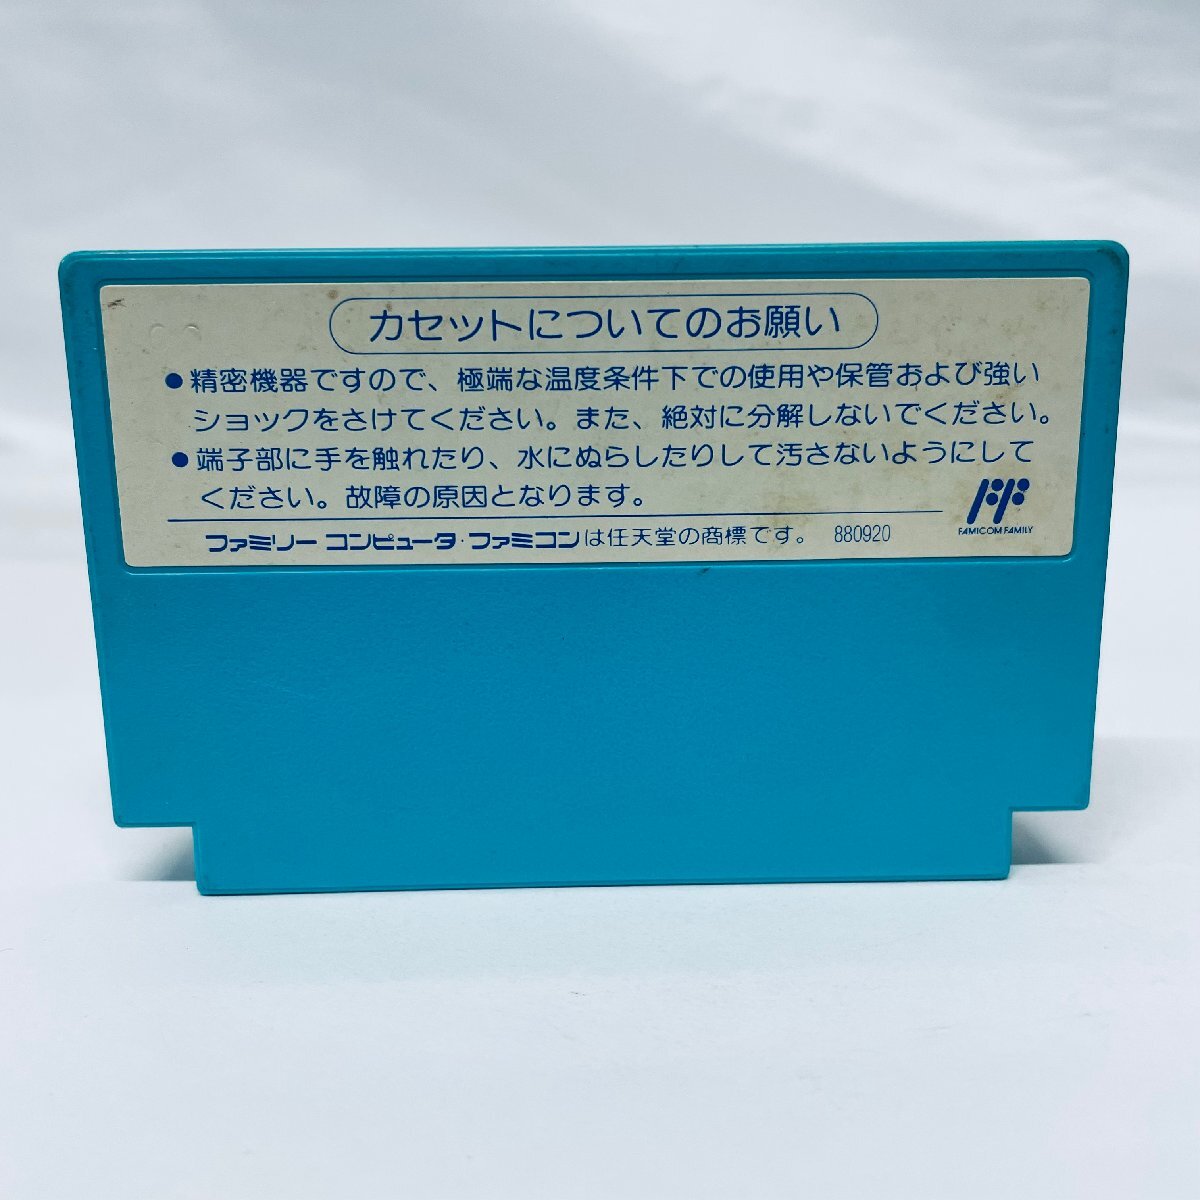 カセットについてのお願い
●精密機器ですので、極端な温度条件下での使用や保管および強い
ショックをさけてください。また、絶対に分解しないでください。
●端子部に手を触れたり、水にぬらしたりして汚さないようにして
ください。故障の原因となります。
FAMICOM FAMILY
ファミリー コンピュータ・ファミコンは任天堂の商標です。 880920